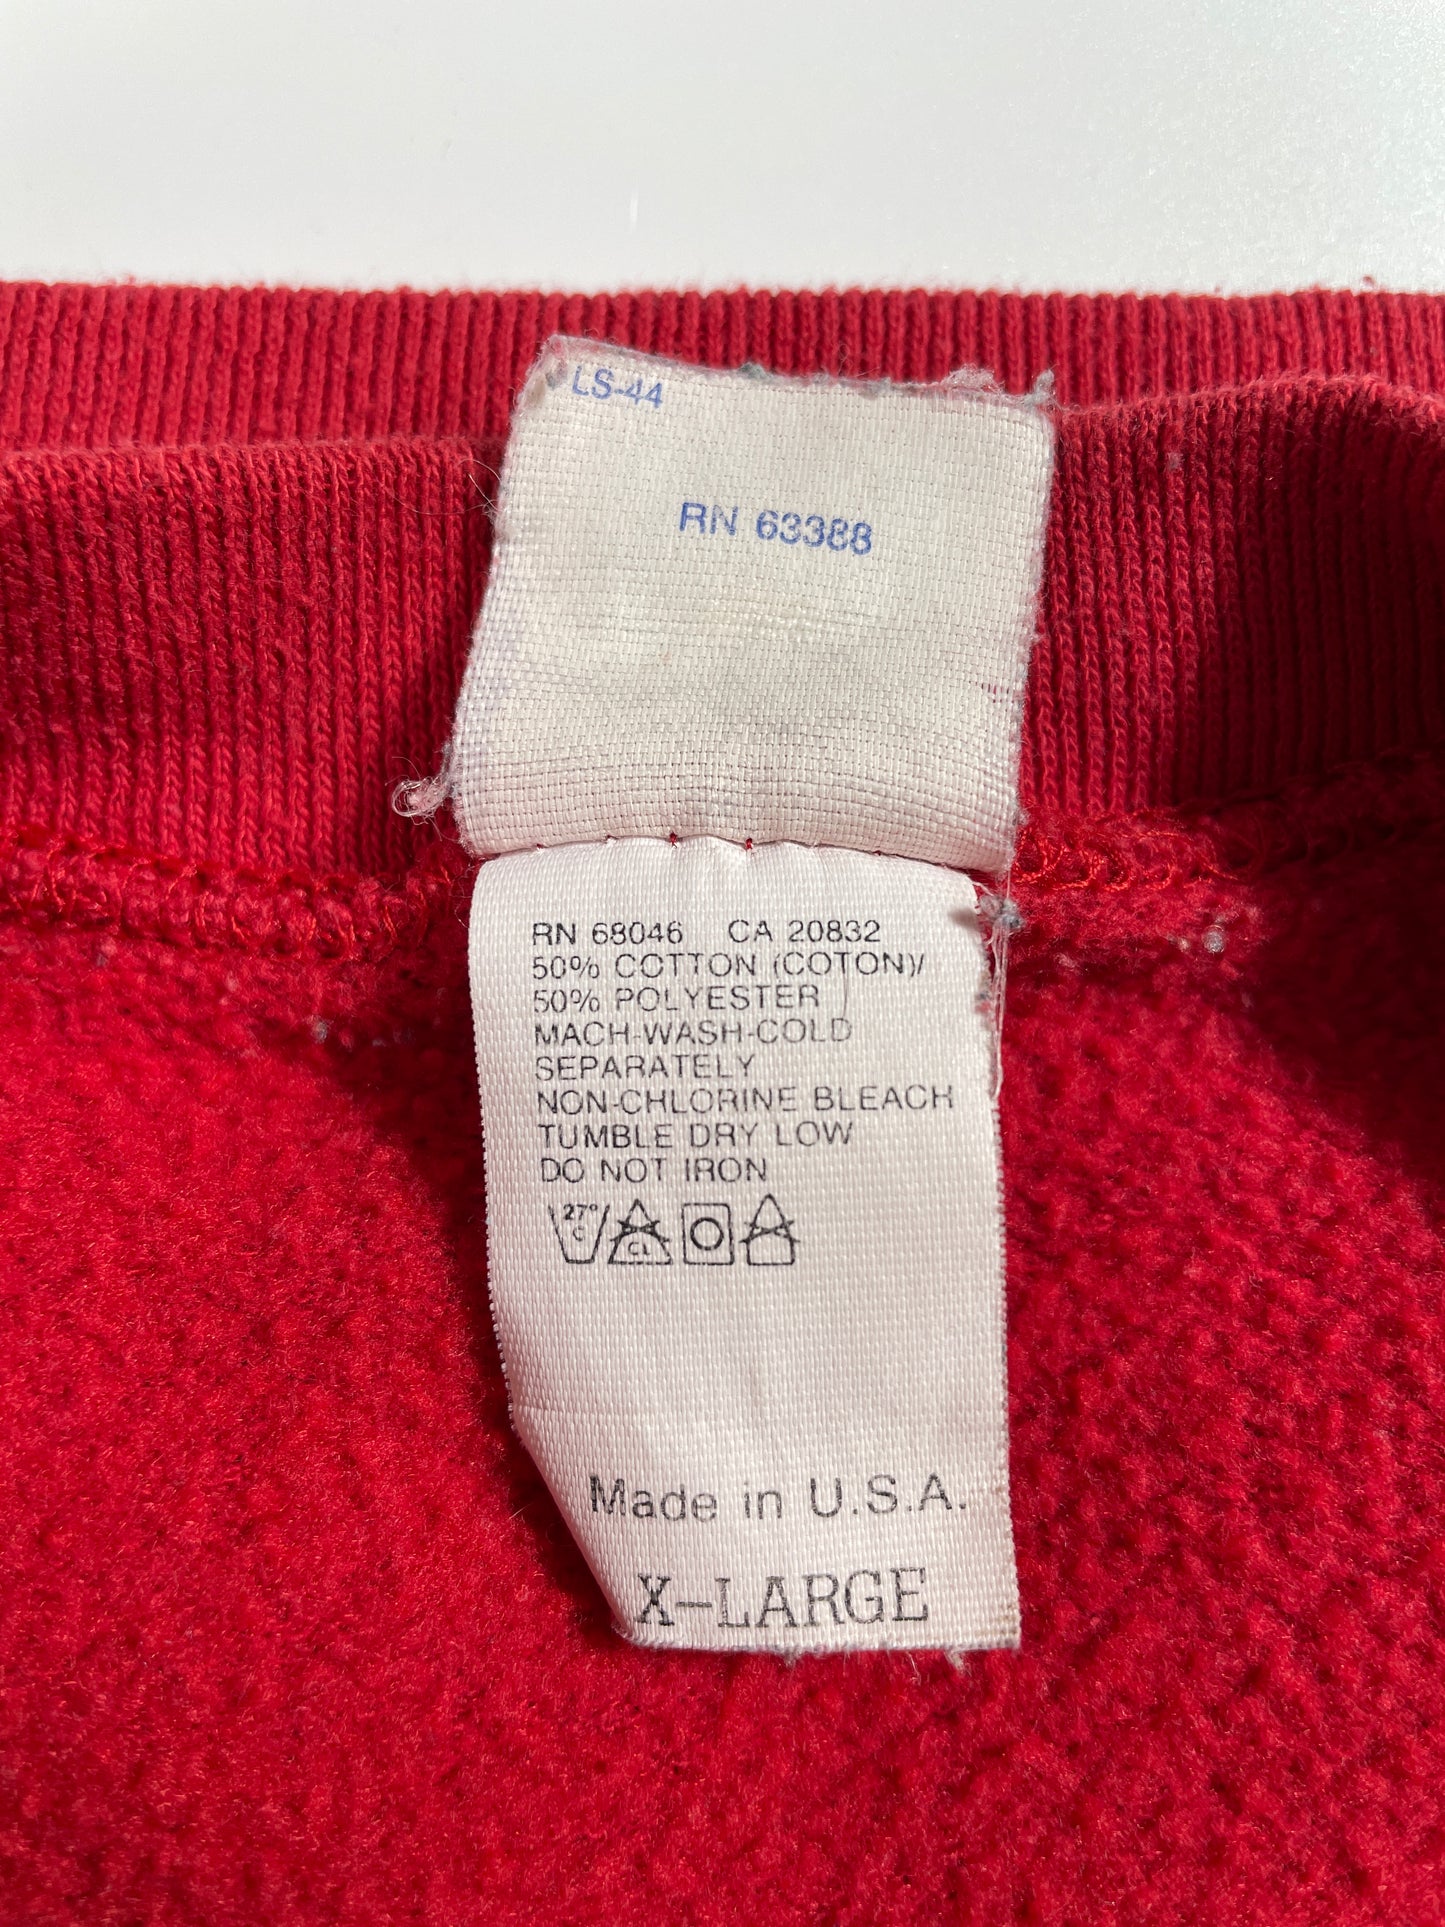 LS-44
RN 63388
RN 68046 CA 20832
50% COTTON (COTON)/
50% POLYESTER
MACH-WASH-COLD
SEPARATELY
NON-CHLORINE BLEACH
TUMBLE DRY LOW
DO NOT IRON
27° C CL
Made in U.S.A.
X-LARGE